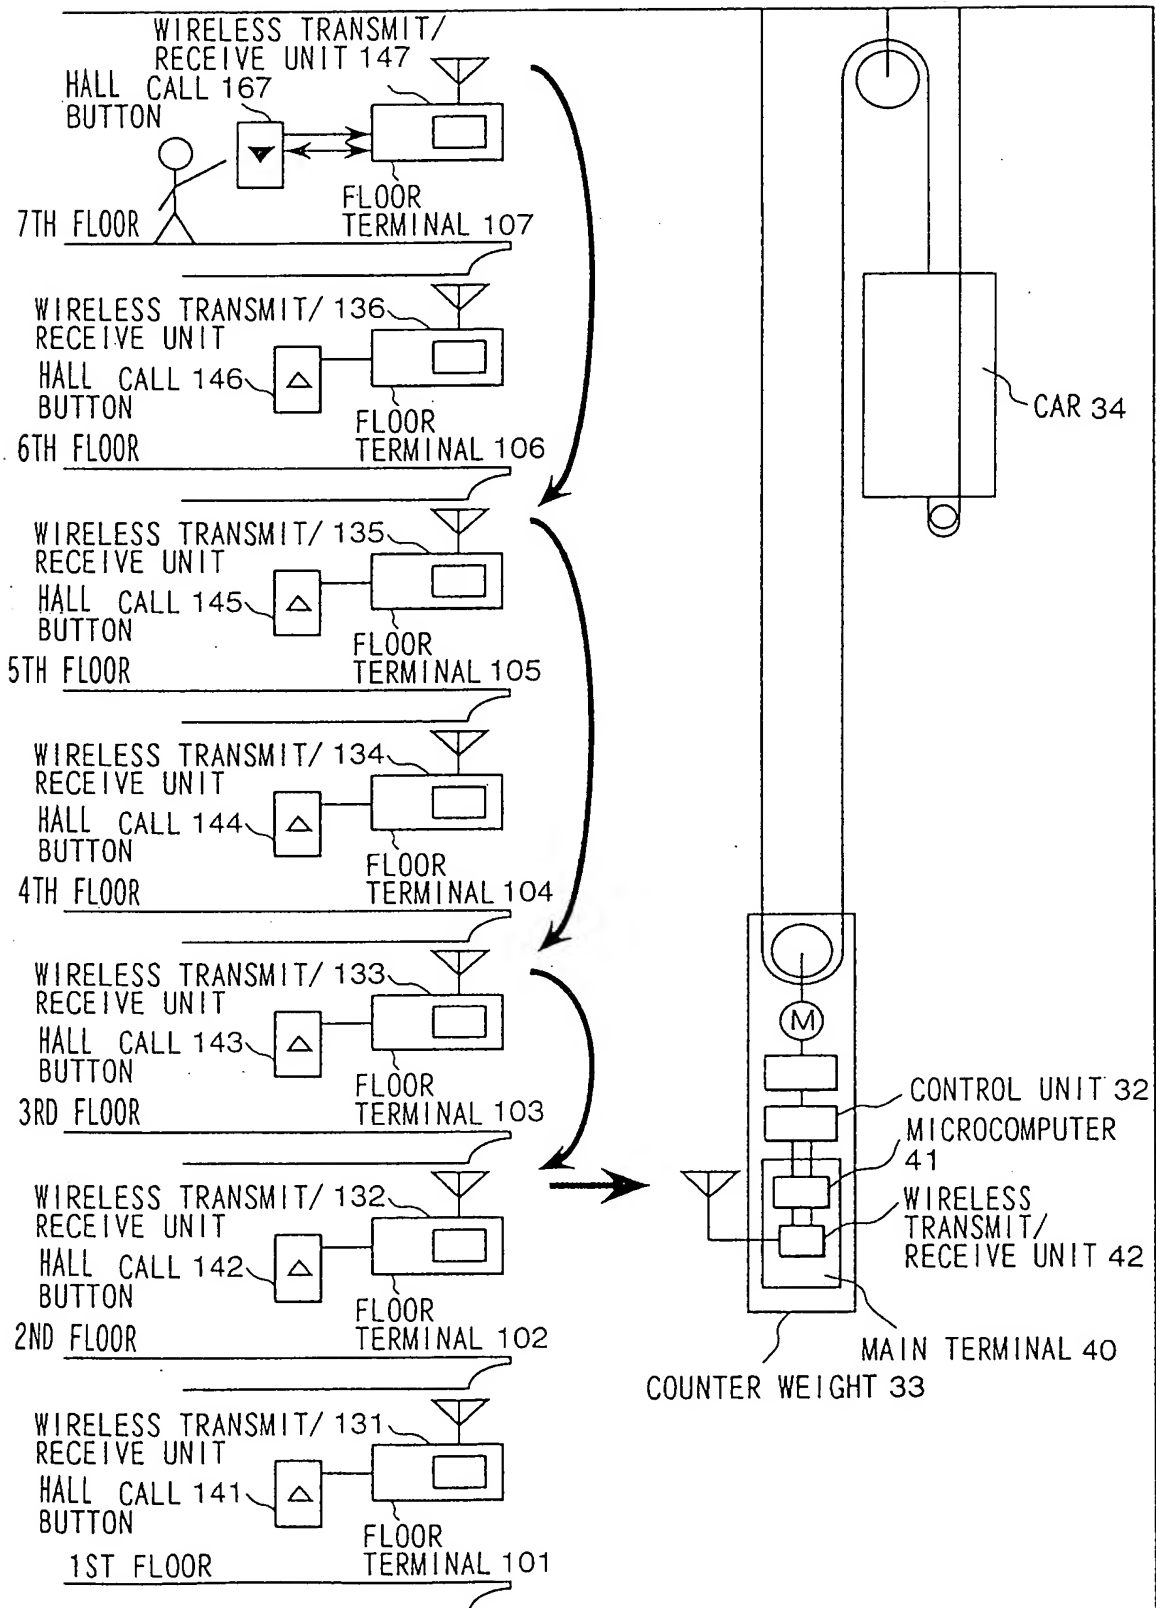 WIRELESS TRANSMIT/
RECEIVE UNIT 147
HALL CALL 167
BUTTON
FLOOR
TERMINAL 107
7TH FLOOR
WIRELESS TRANSMIT/ 136
RECEIVE UNIT
HALL CALL 146
BUTTON
FLOOR
TERMINAL 106
6TH FLOOR
CAR 34
WIRELESS TRANSMIT/ 135
RECEIVE UNIT
HALL CALL 145
BUTTON
FLOOR
TERMINAL 105
5TH FLOOR
WIRELESS TRANSMIT/ 134
RECEIVE UNIT
HALL CALL 144
BUTTON
FLOOR
TERMINAL 104
4TH FLOOR
WIRELESS TRANSMIT/ 133
RECEIVE UNIT
HALL CALL 143
BUTTON
FLOOR
TERMINAL 103
3RD FLOOR
M
CONTROL UNIT 32
MICROCOMPUTER
41
WIRELESS
TRANSMIT/
RECEIVE UNIT 42
MAIN TERMINAL 40
COUNTER WEIGHT 33
WIRELESS TRANSMIT/ 132
RECEIVE UNIT
HALL CALL 142
BUTTON
FLOOR
TERMINAL 102
2ND FLOOR
WIRELESS TRANSMIT/ 131
RECEIVE UNIT
HALL CALL 141
BUTTON
FLOOR
TERMINAL 101
1ST FLOOR